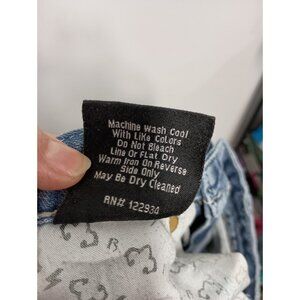 Machine Wash Cool
With Like Colors
Do Not Bleach
Line Or Flat Dry
Warm Iron On Reverse
Side Only
May Be Dry Cleaned
RN# 122934